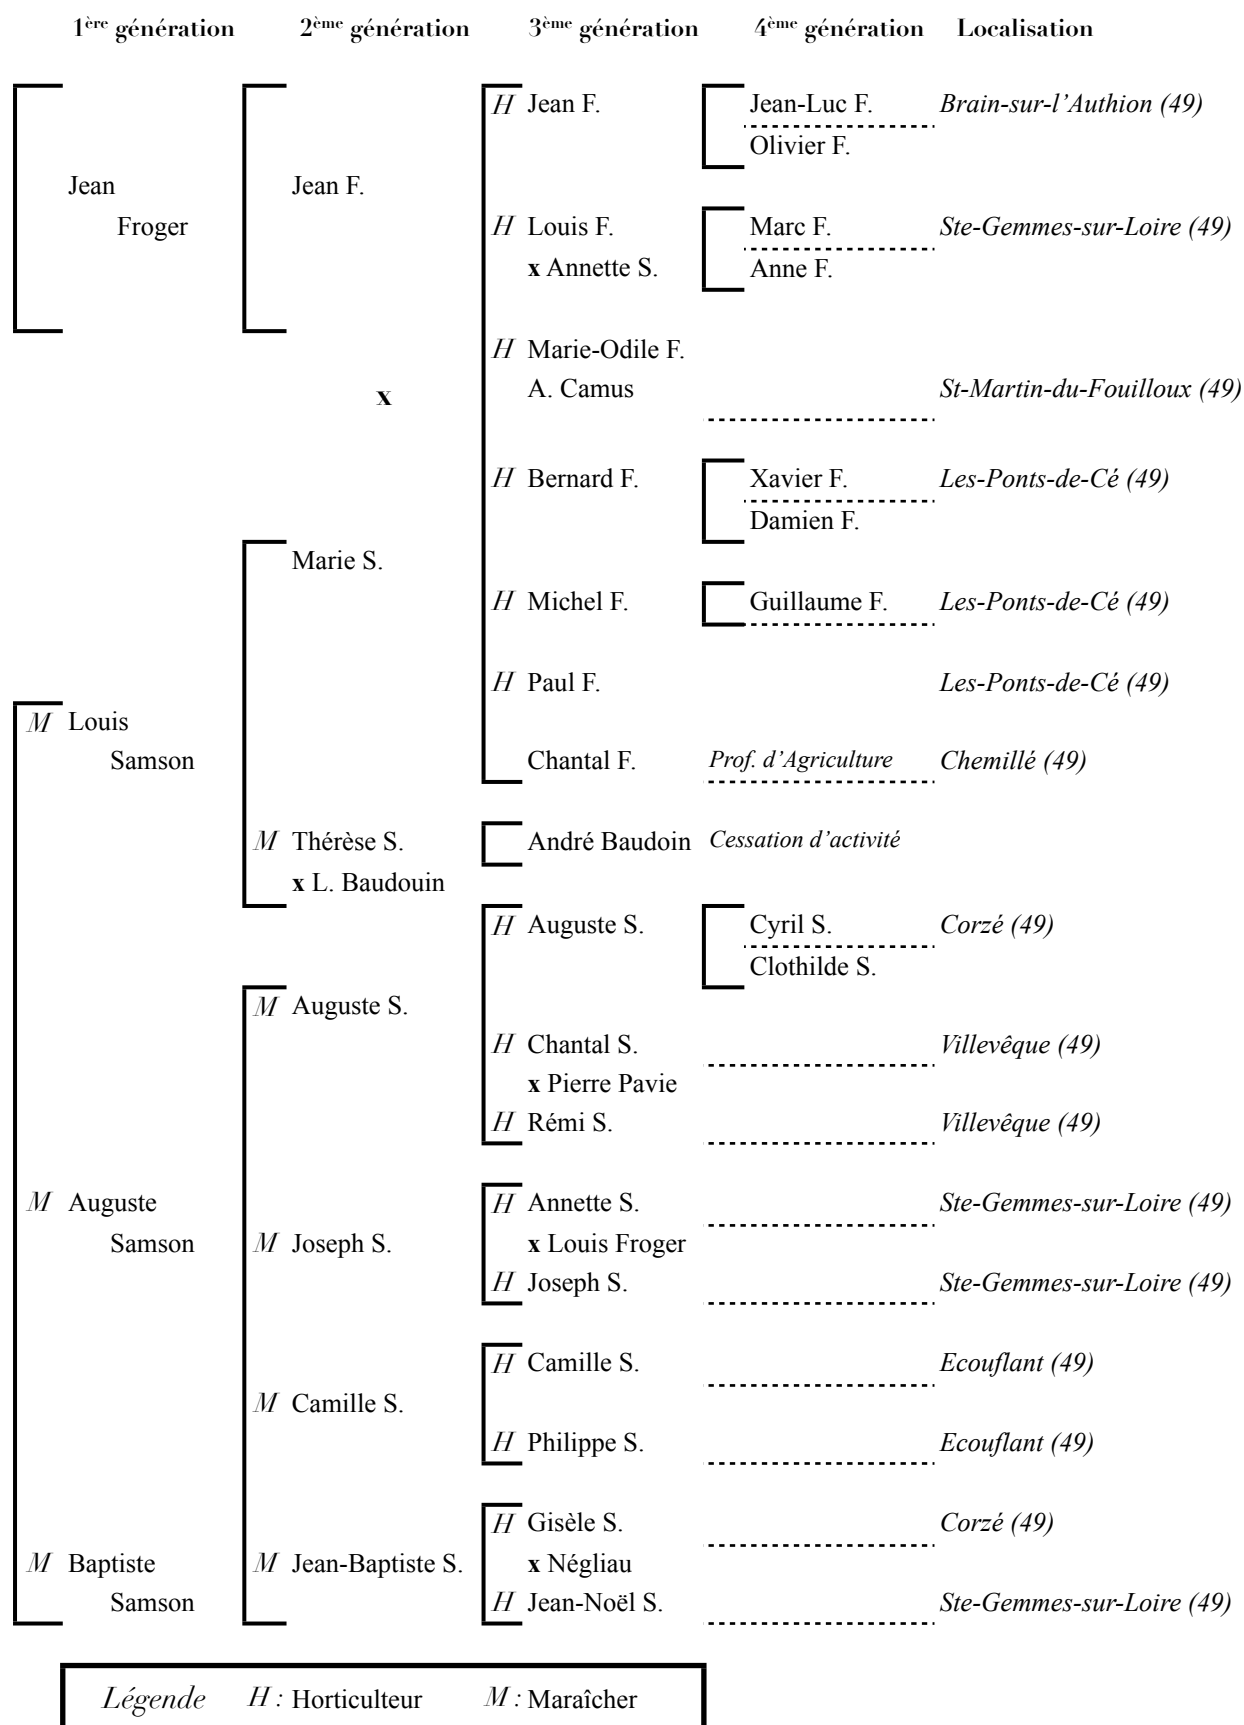 1ère génération 2ème génération 3ème génération 4ème génération Localisation
H Jean F. Jean-Luc F. Brain-sur-l’Authion (49)
Olivier F.
Jean Jean F.
Froger H Louis F. Marc F. Ste-Gemmes-sur-Loire (49)
x Annette S. Anne F.
H Marie-Odile F.
x A. Camus St-Martin-du-Fouilloux (49)
H Bernard F. Xavier F. Les-Ponts-de-Cé (49)
Damien F.
Marie S.
H Michel F. Guillaume F. Les-Ponts-de-Cé (49)
H Paul F. Les-Ponts-de-Cé (49)
M Louis
Samson Chantal F. Prof. d’Agriculture Chemillé (49)
M Thérèse S. André Baudoin Cessation d’activité
x L. Baudouin
H Auguste S. Cyril S. Corzé (49)
Clothilde S.
M Auguste S.
H Chantal S. Villevêque (49)
x Pierre Pavie
H Rémi S. Villevêque (49)
M Auguste H Annette S. Ste-Gemmes-sur-Loire (49)
Samson M Joseph S. x Louis Froger
H Joseph S. Ste-Gemmes-sur-Loire (49)
H Camille S. Ecouflant (49)
M Camille S.
H Philippe S. Ecouflant (49)
H Gisèle S. Corzé (49)
M Baptiste M Jean-Baptiste S. x Négliau
Samson H Jean-Noël S. Ste-Gemmes-sur-Loire (49)
Légende H : Horticulteur M : Maraîcher